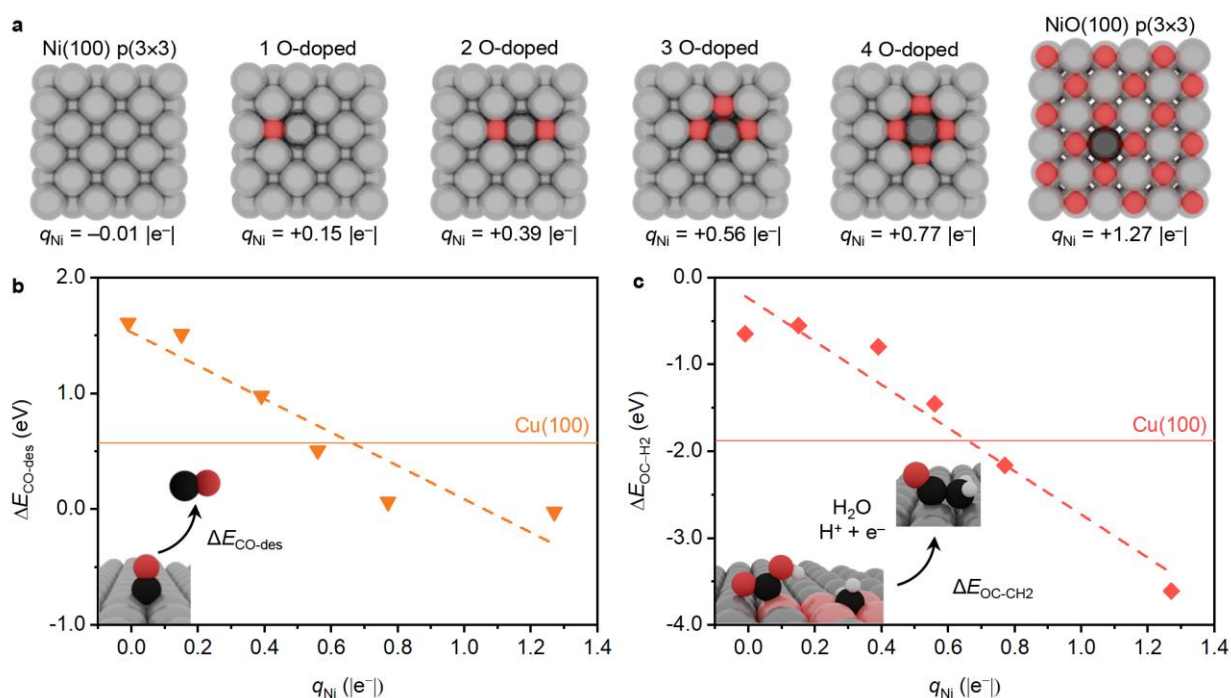 a
Ni(100) p(3×3)
1 O-doped
2 O-doped
3 O-doped
4 O-doped
NiO(100) p(3×3)
qNi = –0.01 |e–|
qNi = +0.15 |e–|
qNi = +0.39 |e–|
qNi = +0.56 |e–|
qNi = +0.77 |e–|
qNi = +1.27 |e–|
b
2.0
1.0
0.0
-1.0
ΔECO-des (eV)
Cu(100)
ΔECO-des
0.0 0.2 0.4 0.6 0.8 1.0 1.2 1.4
qNi (|e–|)
c
0.0
-1.0
-2.0
-3.0
-4.0
ΔEOC–H2 (eV)
Cu(100)
H2O
H+ + e–
ΔEOC-CH2
0.0 0.2 0.4 0.6 0.8 1.0 1.2 1.4
qNi (|e–|)